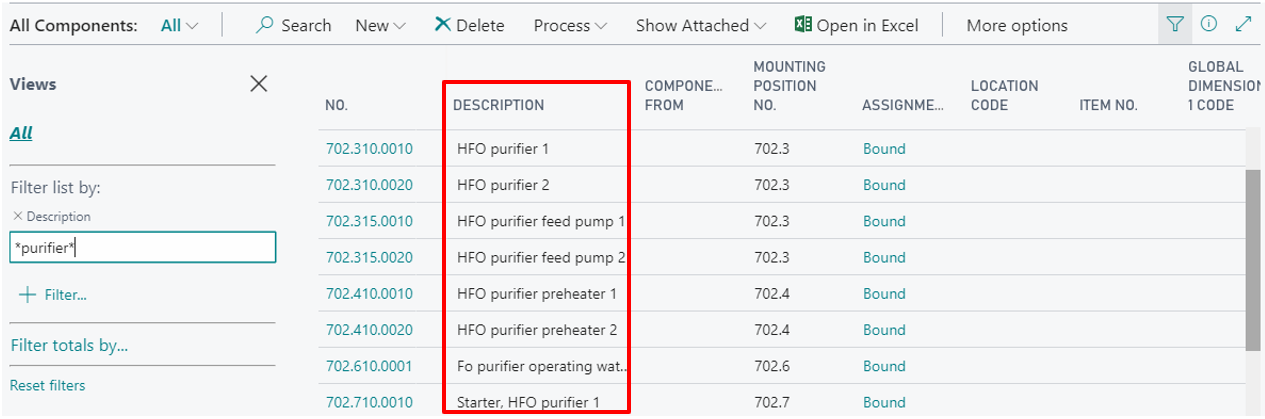 All Components: All Search New Delete Process Show Attached Open in Excel More options
Views
All
Filter list by:
× Description
*purifier*
+ Filter...
Filter totals by...
Reset filters
NO. DESCRIPTION COMPONE... FROM MOUNTING POSITION NO. ASSIGNME... LOCATION CODE ITEM NO. GLOBAL DIMENSION 1 CODE
702.310.0010 HFO purifier 1 702.3 Bound
702.310.0020 HFO purifier 2 702.3 Bound
702.315.0010 HFO purifier feed pump 1 702.3 Bound
702.315.0020 HFO purifier feed pump 2 702.3 Bound
702.410.0010 HFO purifier preheater 1 702.4 Bound
702.410.0020 HFO purifier preheater 2 702.4 Bound
702.610.0001 Fo purifier operating wat... 702.6 Bound
702.710.0010 Starter, HFO purifier 1 702.7 Bound